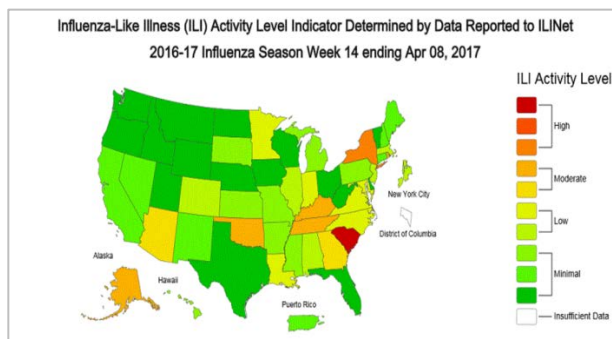 Influenza-Like Illness (ILI) Activity Level Indicator Determined by Data Reported to ILINet
2016-17 Influenza Season Week 14 ending Apr 08, 2017
ILI Activity Level
High
Moderate
Low
Minimal
Insufficient Data
New York City
District of Columbia
Alaska
Hawaii
Puerto Rico